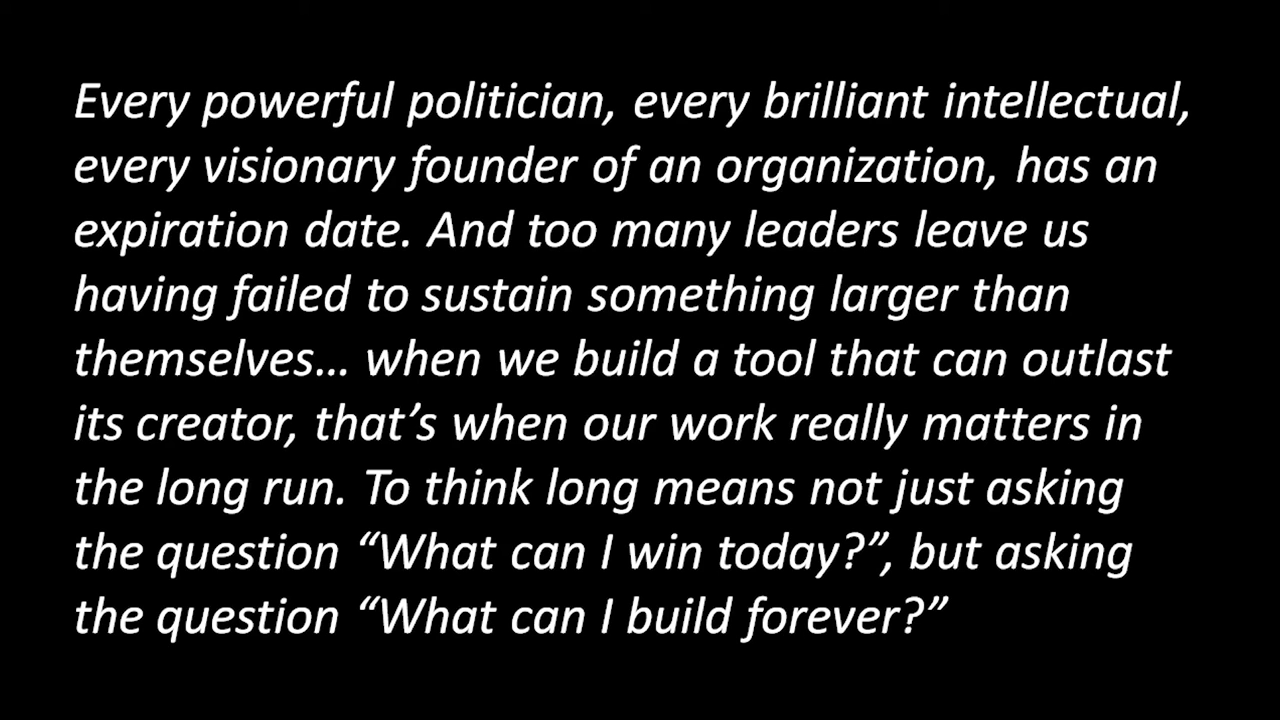 Every powerful politician, every brilliant intellectual,
every visionary founder of an organization, has an
expiration date. And too many leaders leave us
having failed to sustain something larger than
themselves… when we build a tool that can outlast
its creator, that’s when our work really matters in
the long run. To think long means not just asking
the question “What can I win today?”, but asking
the question “What can I build forever?”